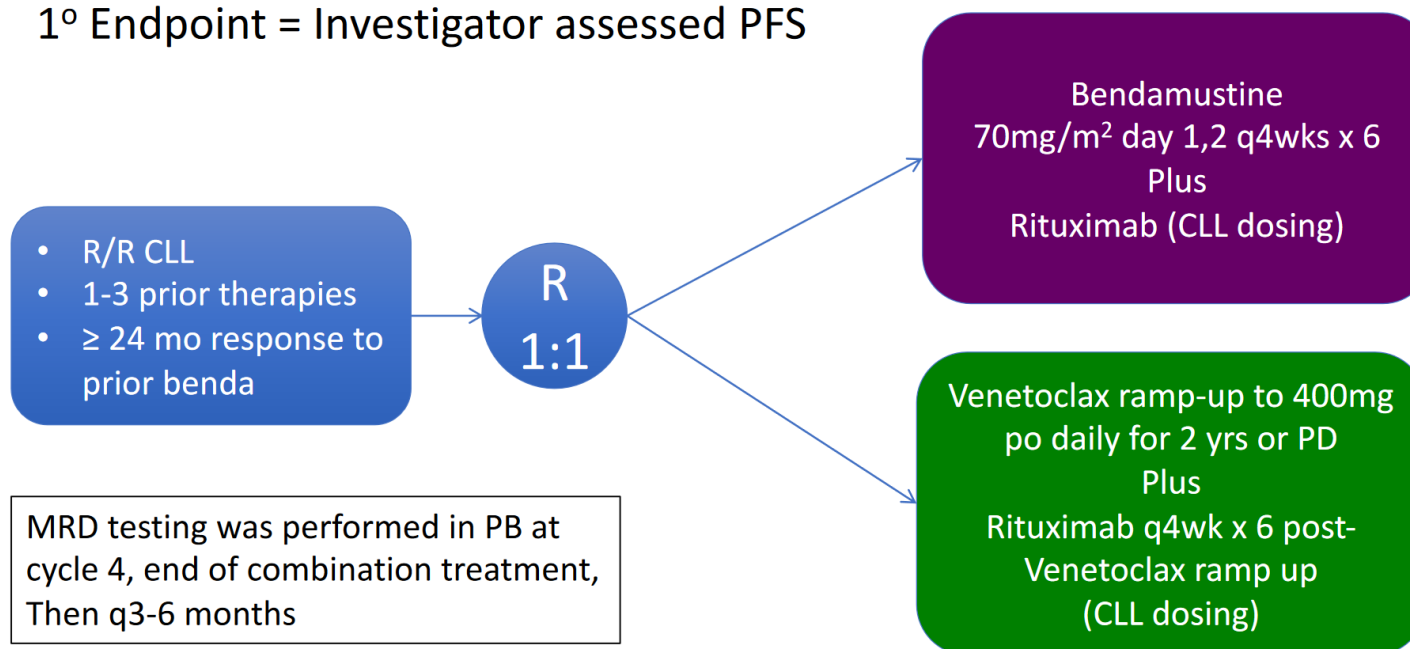 1º Endpoint = Investigator assessed PFS
• R/R CLL
• 1-3 prior therapies
• ≥ 24 mo response to
prior benda
R
1:1
Bendamustine
70mg/m² day 1,2 q4wks x 6
Plus
Rituximab (CLL dosing)
Venetoclax ramp-up to 400mg
po daily for 2 yrs or PD
Plus
Rituximab q4wk x 6 post-
Venetoclax ramp up
(CLL dosing)
MRD testing was performed in PB at
cycle 4, end of combination treatment,
Then q3-6 months